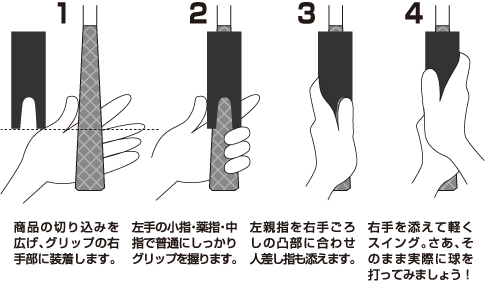 1
2
3
4
商品の切り込みを
広げ、グリップの右
手部に装着します。
左手の小指・薬指・中
指で普通にしっかり
グリップを握ります。
左親指を右手ごろ
しの凸部に合わせ
人差し指も添えます。
右手を添えて軽く
スイング。さあ、そ
のまま実際に球を
打ってみましょう！